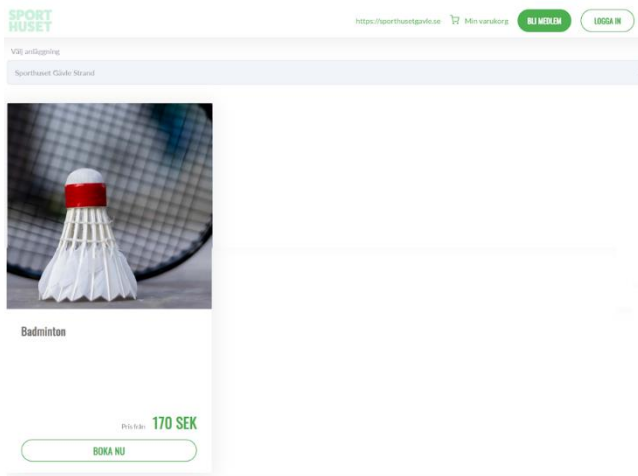 SPORT
HUSET
https://sporthusetgavle.se Min varukorg BLI MEDLEM LOGGA IN
Välj anläggning
Sporthuset Gävle Strand
Badminton
Pris från 170 SEK
BOKA NU